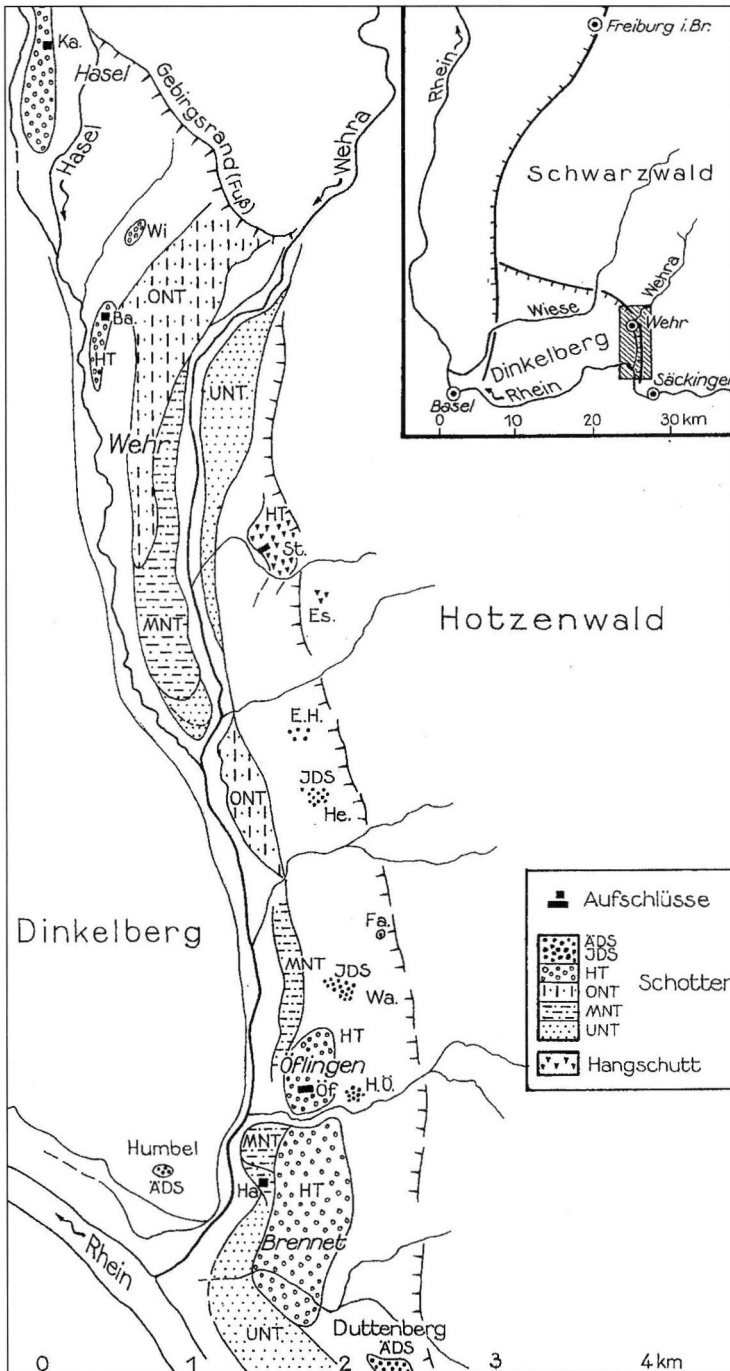 Ka.
Hasel
Hasel
Gebirgsrand (Fuß)
Wehra
Wi
ONT
Ba.
HT
UNT
Wehr
HT
St.
MNT
Es.
Hotzenwald
E.H.
JDS
He.
ONT
Dinkelberg
Fa.
MNT
JDS
Wa.
HT
Öflingen
Öf
H.Ö.
MNT
Humbel
ÄDS
Ha
HT
Brennet
Rhein
UNT
Duttenberg
ÄDS
0 1 2 3 4 km
Freiburg i. Br.
Rhein
Schwarzwald
Wehra
Wiese
Wehr
Dinkelberg
Rhein
Säckingen
Basel
0 10 20 30 km
Aufschlüsse
ÄDS
JDS
HT
ONT
MNT
UNT
Schotter
Hangschutt